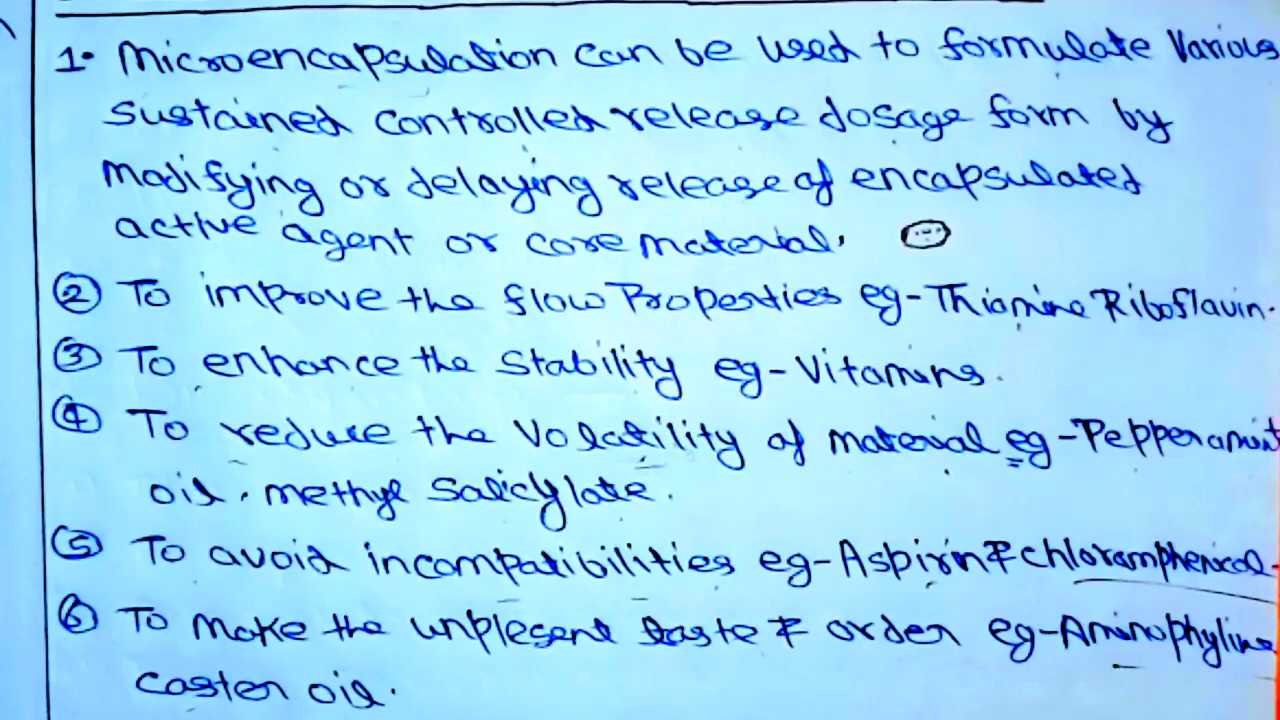 1. Microencapsulation can be used to formulate Various
sustained controlled release dosage form by
modifying or delaying release of encapsulated
active agent or core material.
② To improve the flow Properties eg-Thiamine Riboflavin.
③ To enhance the Stability eg-Vitamins.
④ To reduce the Volatility of material eg-Pepperamint
oil. methyl Salicylate.
⑤ To avoid incompatibilities eg-Aspirin & chloramphenical-
⑥ To make the unplesent taste & order eg-Aminophyline
caster oil.